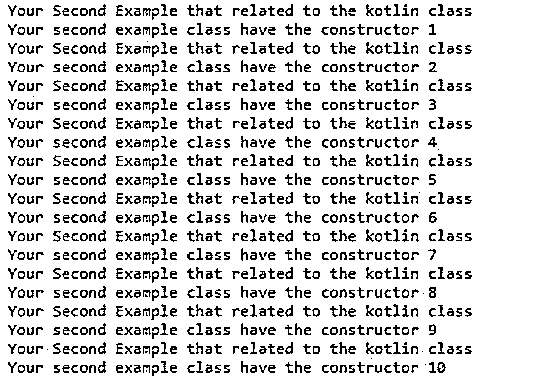 Your Second Example that related to the kotlin class
Your second example class have the constructor 1
Your Second Example that related to the kotlin class
Your second example class have the constructor 2
Your Second Example that related to the kotlin class
Your second example class have the constructor 3
Your Second Example that related to the kotlin class
Your second example class have the constructor 4
Your Second Example that related to the kotlin class
Your second example class have the constructor 5
Your Second Example that related to the kotlin class
Your second example class have the constructor 6
Your Second Example that related to the kotlin class
Your second example class have the constructor 7
Your Second Example that related to the kotlin class
Your second example class have the constructor 8
Your Second Example that related to the kotlin class
Your second example class have the constructor 9
Your Second Example that related to the kotlin class
Your second example class have the constructor 10